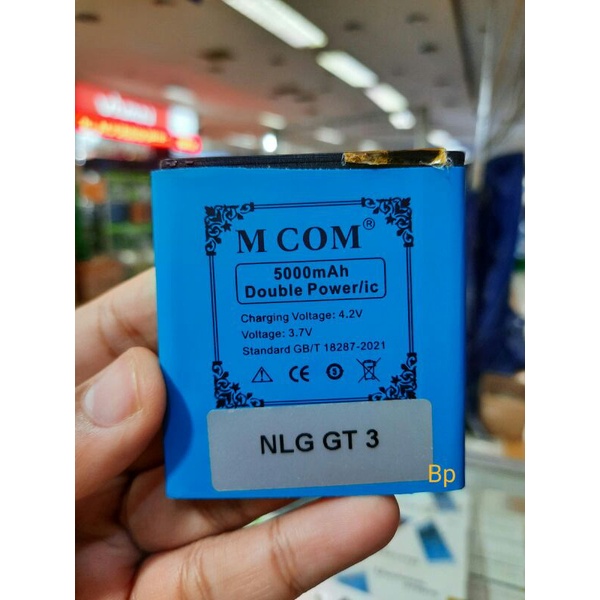 M COM®
5000mAh
Double Power/ic
Charging Voltage: 4.2V
Voltage: 3.7V
Standard GB/T 18287-2021
CE
NLG GT 3
Bp